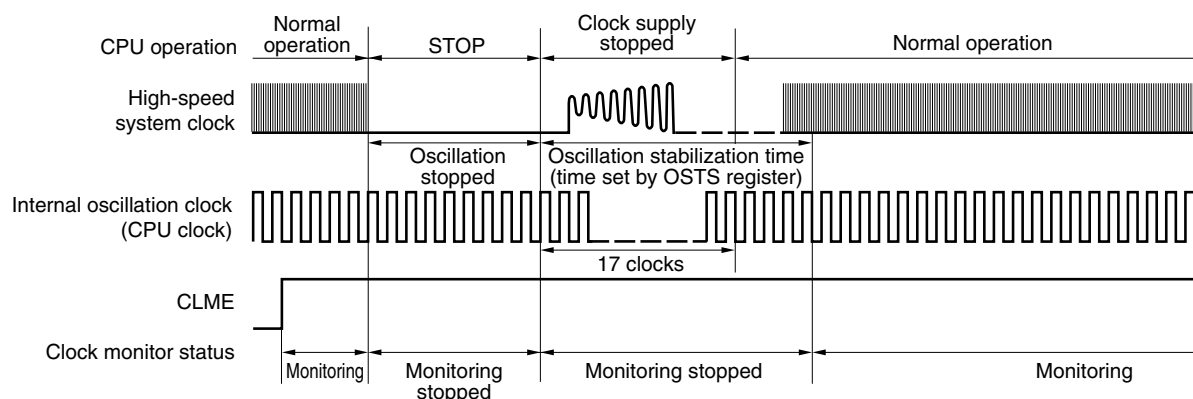 Normal
operation
Clock supply
stopped
CPU operation
STOP
Normal operation
High-speed
system clock
Oscillation
stopped
Oscillation stabilization time
(time set by OSTS register)
Internal oscillation clock
(CPU clock)
17 clocks
CLME
Clock monitor status
Monitoring
Monitoring
stopped
Monitoring stopped
Monitoring